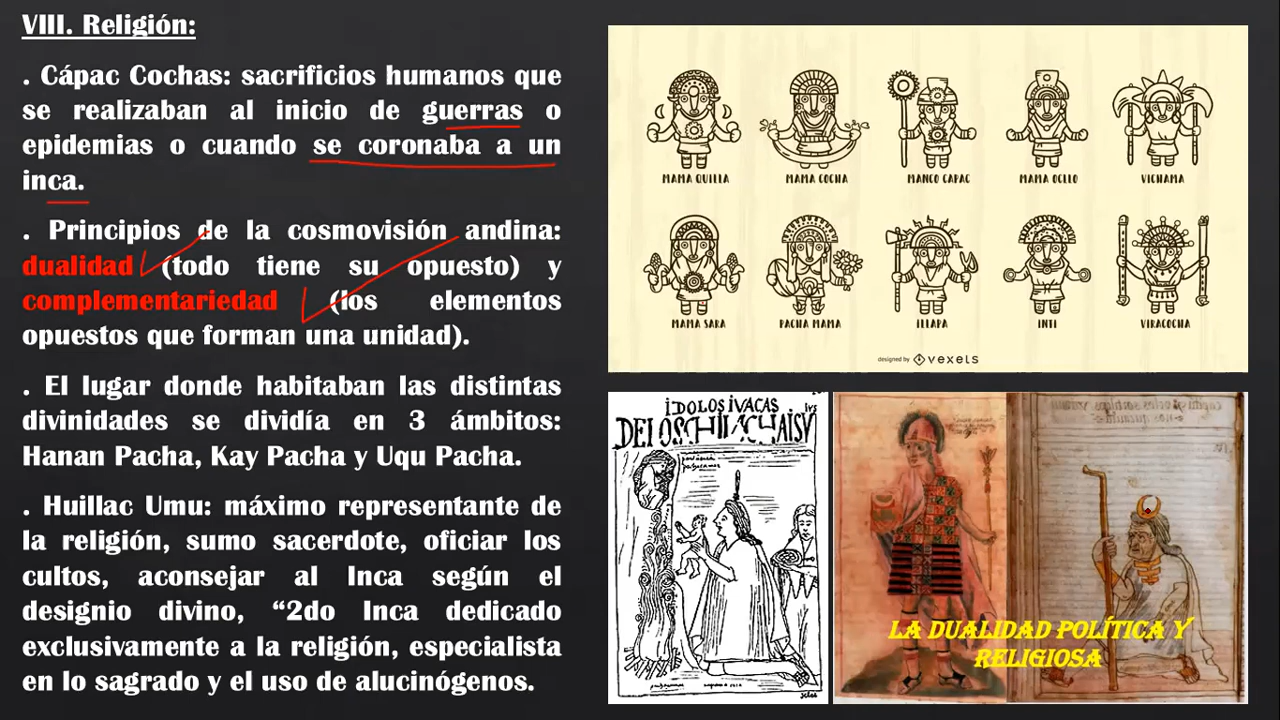 VIII. Religión:
. Cápac Cochas: sacrificios humanos que
se realizaban al inicio de guerras o
epidemias o cuando se coronaba a un
inca.
. Principios de la cosmovisión andina:
dualidad (todo tiene su opuesto) y
complementariedad (los elementos
opuestos que forman una unidad).
. El lugar donde habitaban las distintas
divinidades se dividía en 3 ámbitos:
Hanan Pacha, Kay Pacha y Uqu Pacha.
. Huillac Umu: máximo representante de
la religión, sumo sacerdote, oficiar los
cultos, aconsejar al Inca según el
designio divino, “2do Inca dedicado
exclusivamente a la religión, especialista
en lo sagrado y el uso de alucinógenos.
MAMA QUILLA MAMA COCHA MANCO CAPAC MAMA OCLLO VICHAMA
MAMA SARA PACHA MAMA ILLAPA INTI VIRACOCHA
designed by vexels
IDOLOS IVACAS
LA DUALIDAD POLÍTICA Y
RELIGIOSA